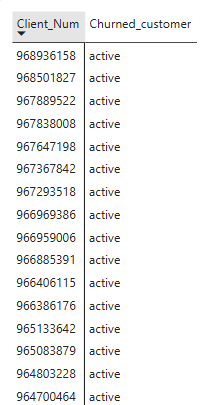 Client_Num Churned_customer
968936158 active
968501827 active
967889522 active
967838008 active
967647198 active
967367842 active
967293518 active
966969386 active
966959006 active
966885391 active
966406115 active
966386176 active
965133642 active
965083879 active
964803228 active
964700464 active